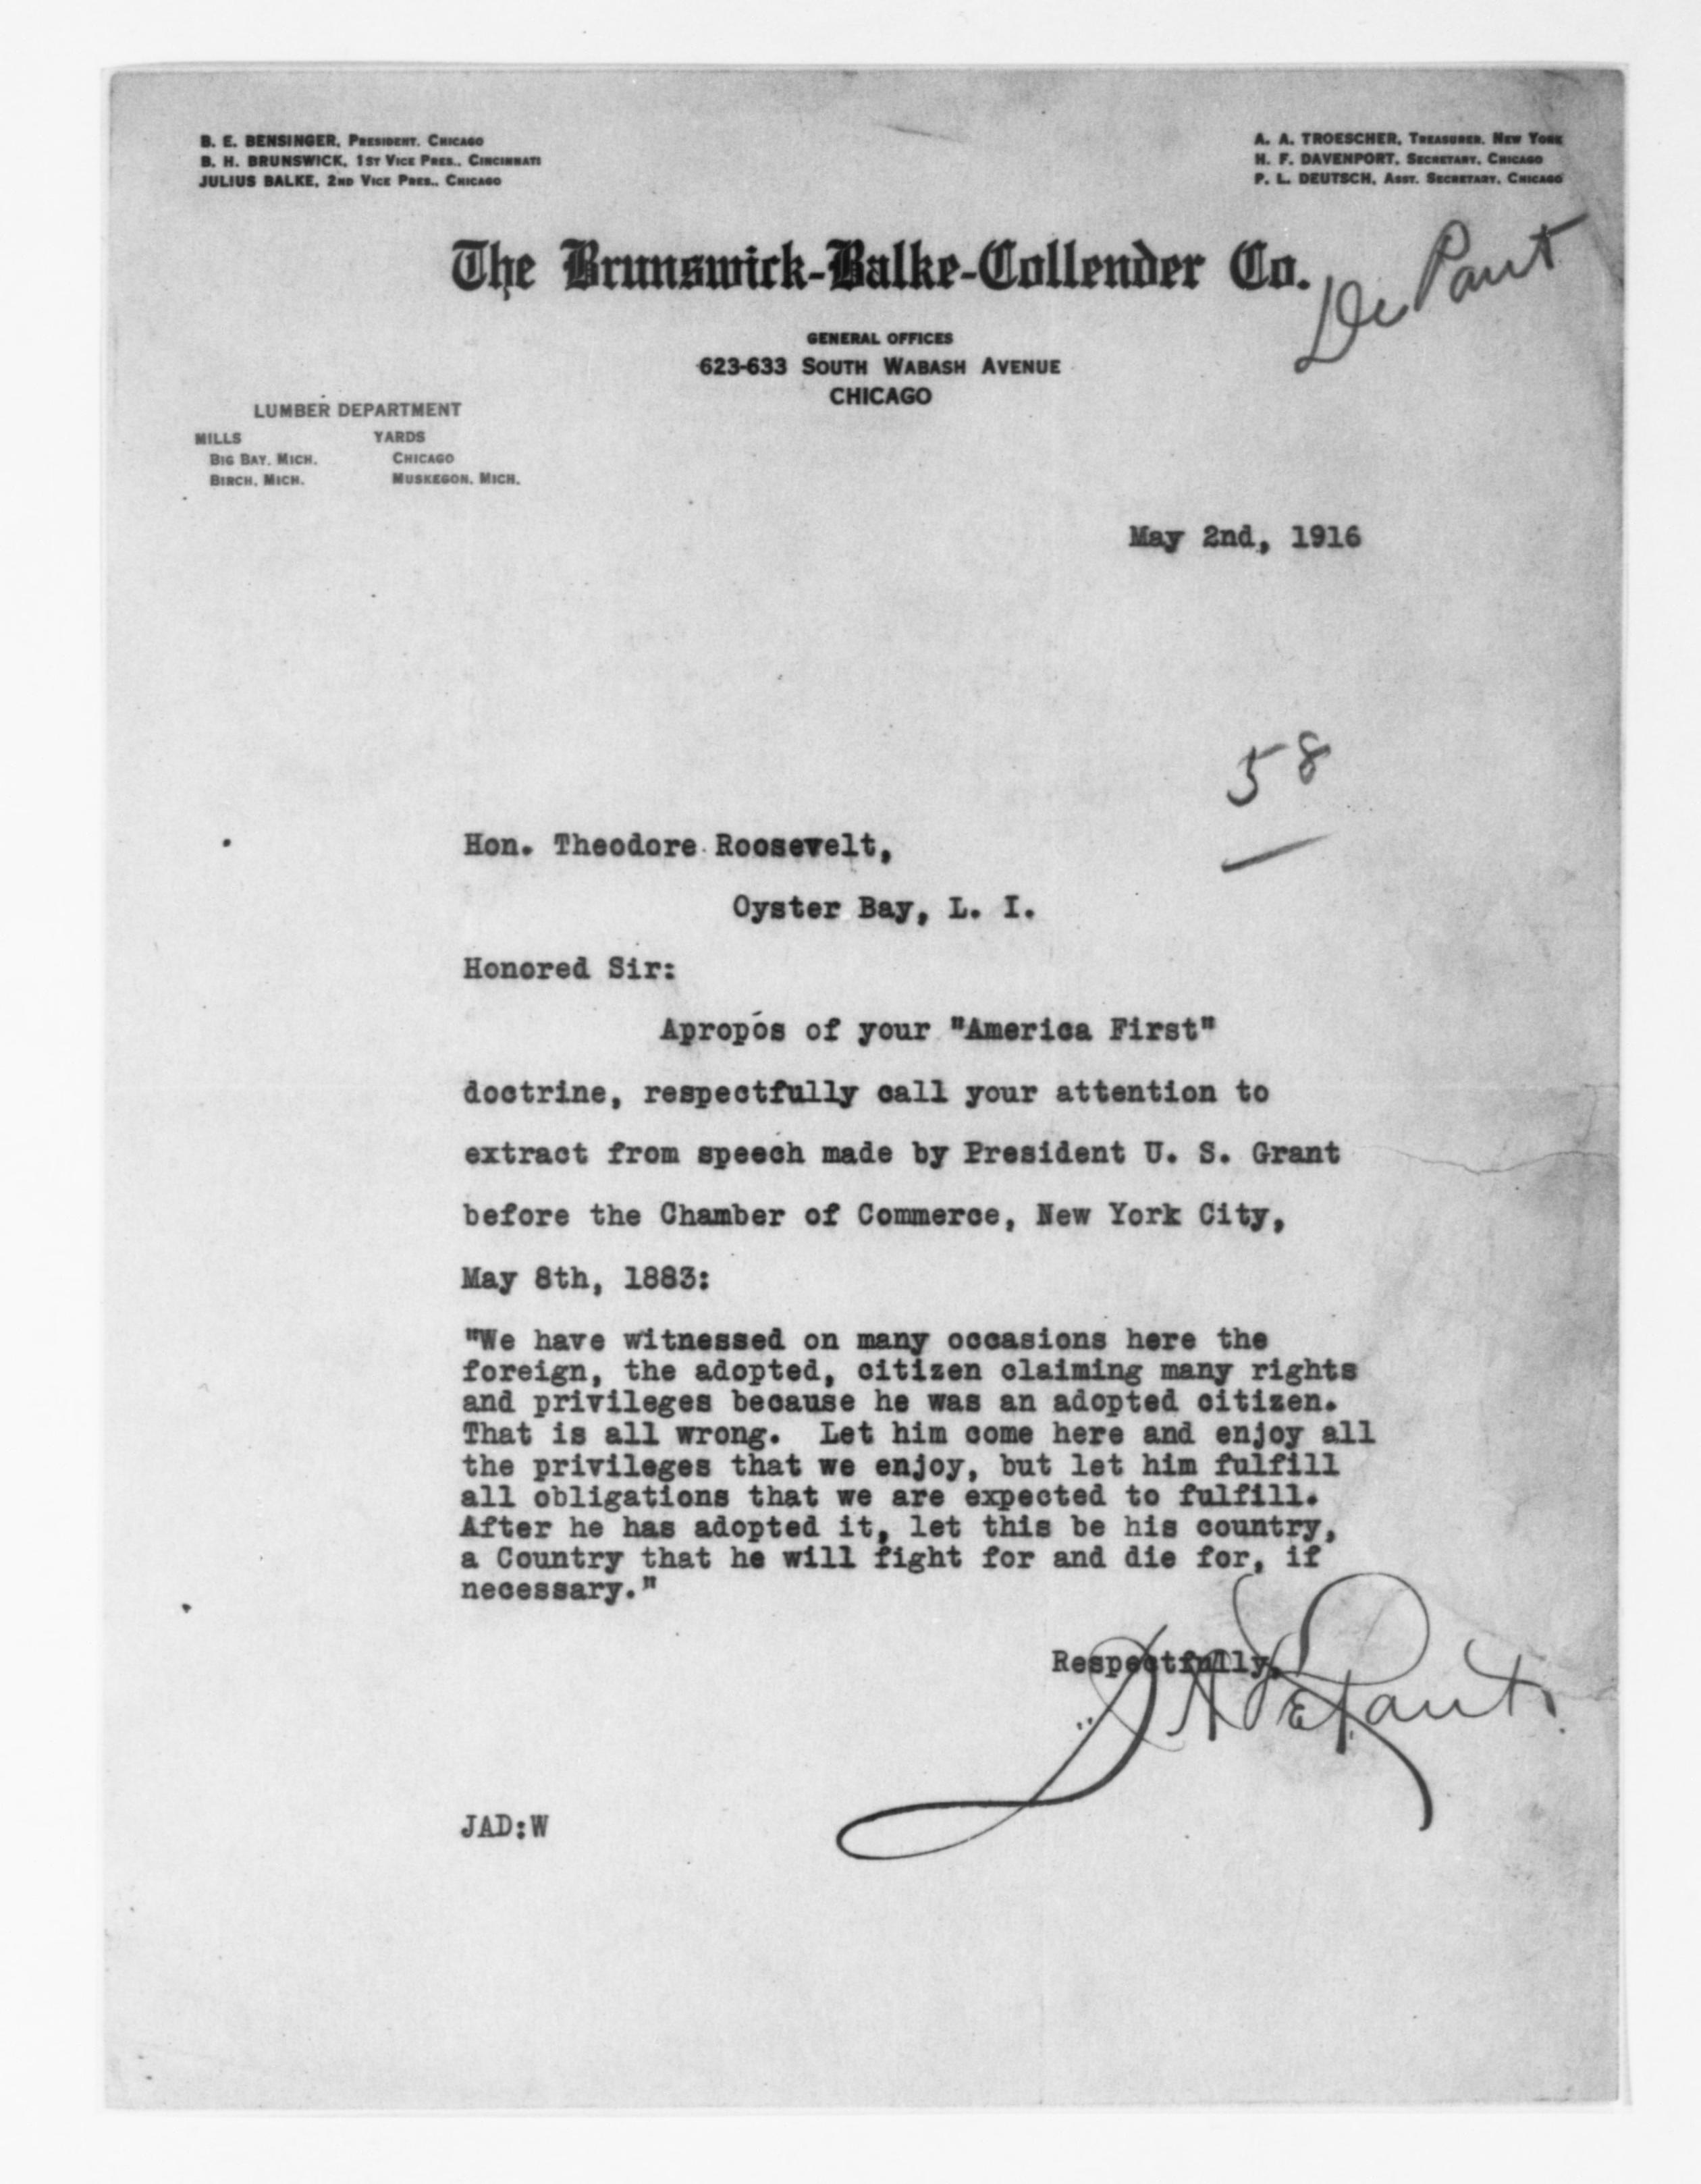 B. E. BENSINGER, PRESIDENT. CHICAGO
B. H. BRUNSWICK, 1ST VICE PRES., CINCINNATI
JULIUS BALKE, 2ND VICE PRES., CHICAGO
A. A. TROESCHER, TREASURER, NEW YORK
H. F. DAVENPORT, SECRETARY, CHICAGO
P. L. DEUTSCH, ASST. SECRETARY, CHICAGO
The Brunswick-Balke-Collender Co.
De Paut
GENERAL OFFICES
623-633 SOUTH WABASH AVENUE
CHICAGO
LUMBER DEPARTMENT
MILLS YARDS
BIG BAY, MICH. CHICAGO
BIRCH, MICH. MUSKEGON, MICH.
May 2nd, 1916
58
Hon. Theodore Roosevelt,
Oyster Bay, L. I.
Honored Sir:
Apropós of your "America First"
doctrine, respectfully call your attention to
extract from speech made by President U. S. Grant
before the Chamber of Commerce, New York City,
May 8th, 1883:
"We have witnessed on many occasions here the
foreign, the adopted, citizen claiming many rights
and privileges because he was an adopted citizen.
That is all wrong.  Let him come here and enjoy all
the privileges that we enjoy, but let him fulfill
all obligations that we are expected to fulfill.
After he has adopted it, let this be his country,
a Country that he will fight for and die for, if
necessary."
Respectfully,
J A DePaut.
JAD:W